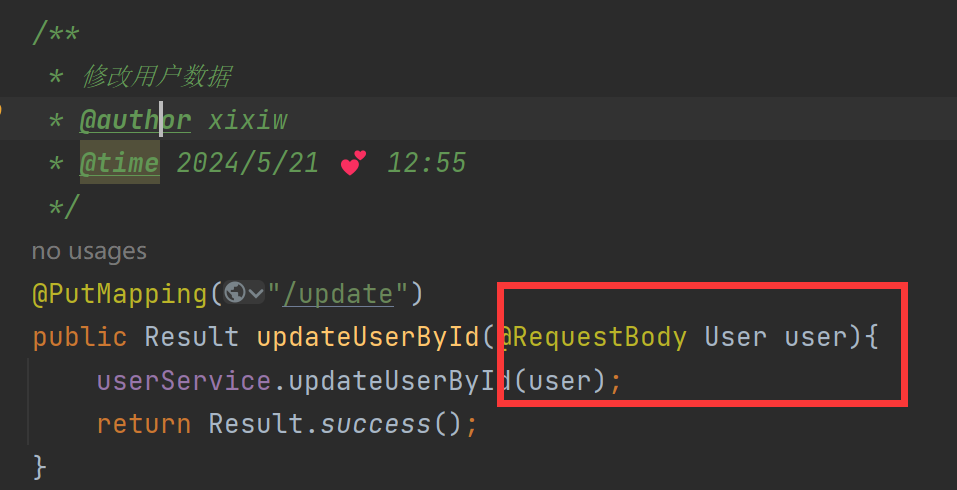 /**
* 修改用户数据
* @author xixiw
* @time 2024/5/21 💕 12:55
*/
no usages
@PutMapping("/update")
public Result updateUserById(@RequestBody User user){
userService.updateUserById(user);
return Result.success();
}